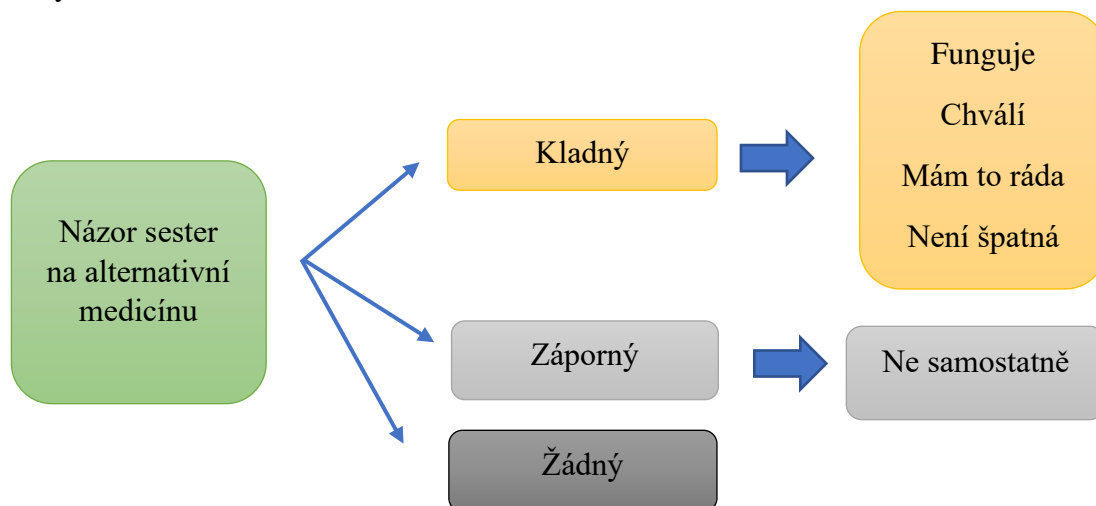 Názor sester
na alternativní
medicínu
Kladný
Funguje
Chválí
Mám to ráda
Není špatná
Záporný
Ne samostatně
Žádný